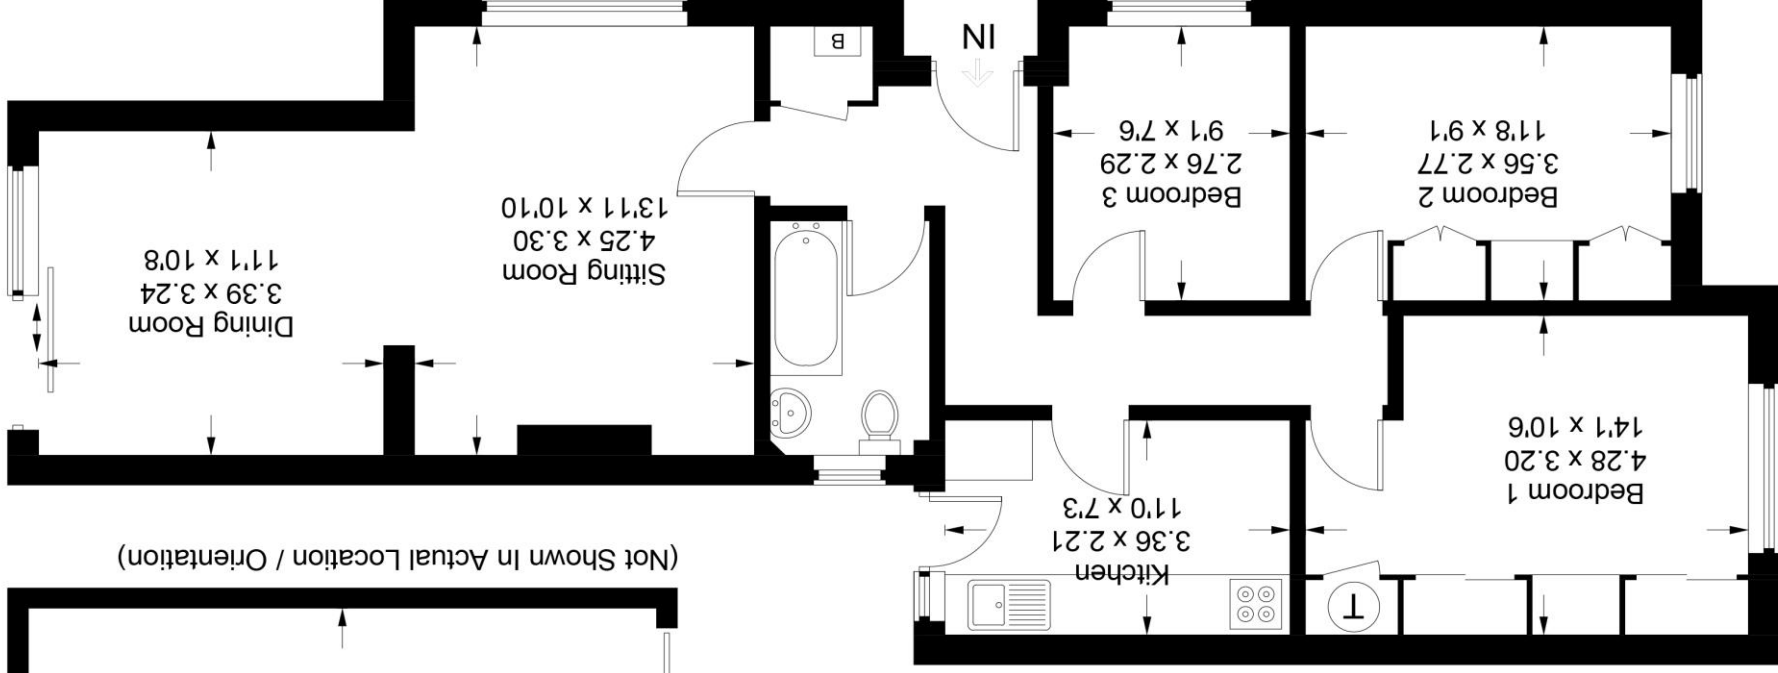 (Not Shown In Actual Location / Orientation)
Kitchen
3.36 x 2.21
11'0 x 7'3
T
Bedroom 1
4.28 x 3.20
14'1 x 10'6
Dining Room
3.39 x 3.24
11'1 x 10'8
Sitting Room
4.25 x 3.30
13'11 x 10'10
Bedroom 3
2.76 x 2.29
9'1 x 7'6
Bedroom 2
3.56 x 2.77
11'8 x 9'1
B
IN